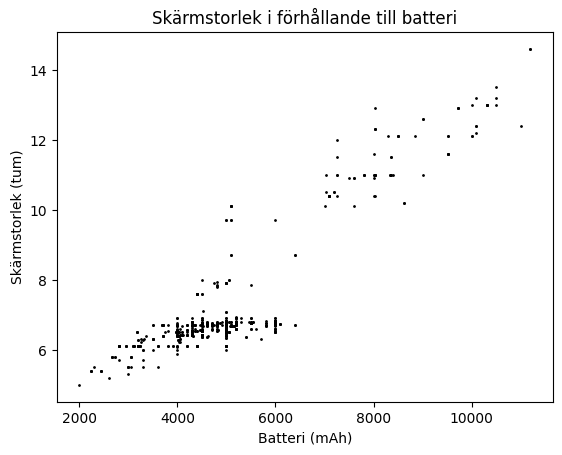 Skärmstorlek i förhållande till batteri
14
12
10
8
6
Skärmstorlek (tum)
2000 4000 6000 8000 10000
Batteri (mAh)